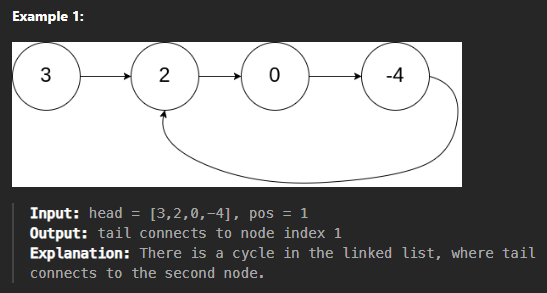 Example 1:
3 2 0 -4
Input: head = [3,2,0,-4], pos = 1
Output: tail connects to node index 1
Explanation: There is a cycle in the linked list, where tail
connects to the second node.